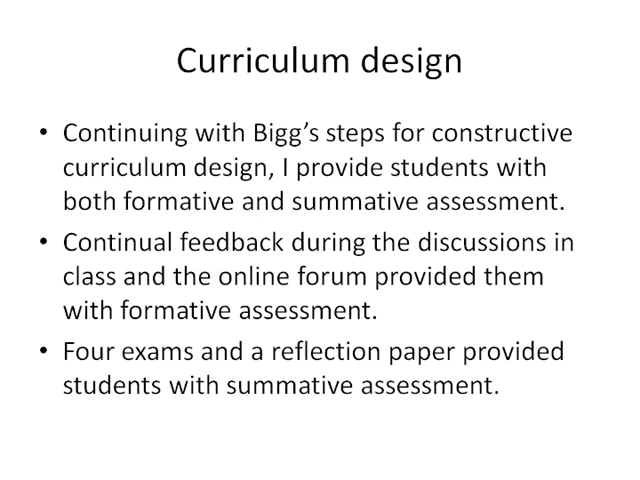 Curriculum design
• Continuing with Bigg’s steps for constructive
curriculum design, I provide students with
both formative and summative assessment.
• Continual feedback during the discussions in
class and the online forum provided them
with formative assessment.
• Four exams and a reflection paper provided
students with summative assessment.